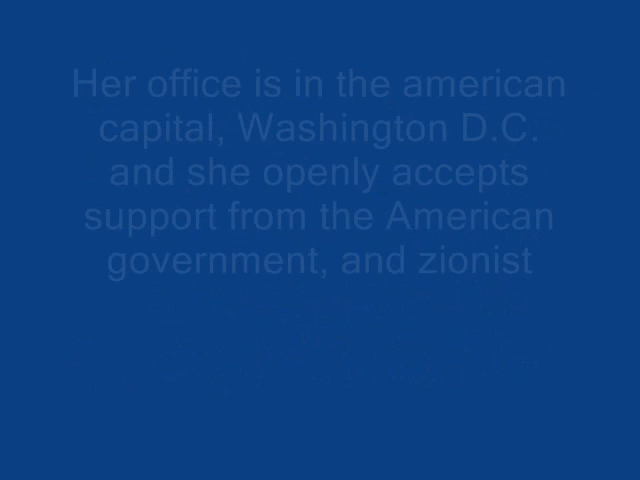 Her office is in the american
capital, Washington D.C.
and she openly accepts
support from the American
government, and zionist